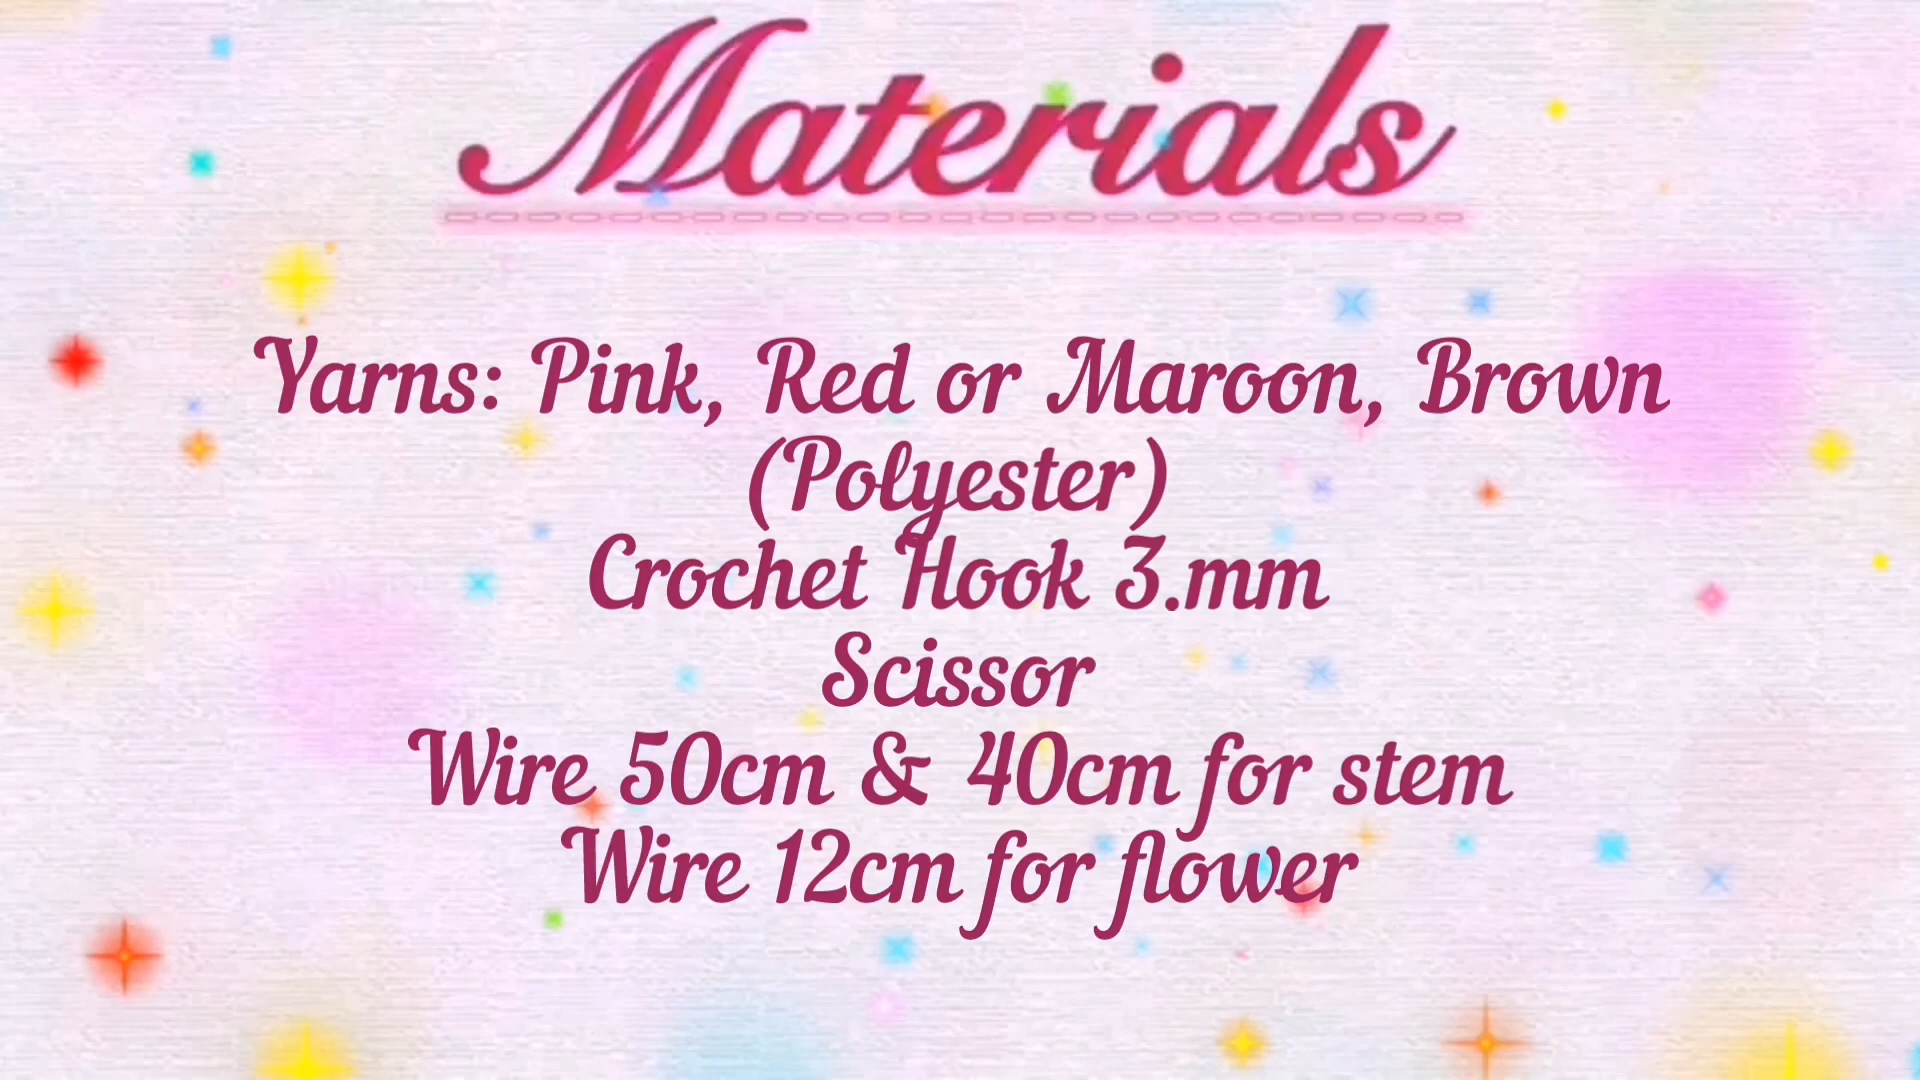 Materials
Yarns: Pink, Red or Maroon, Brown
(Polyester)
Crochet Hook 3.mm
Scissor
Wire 50cm & 40cm for stem
Wire 12cm for flower